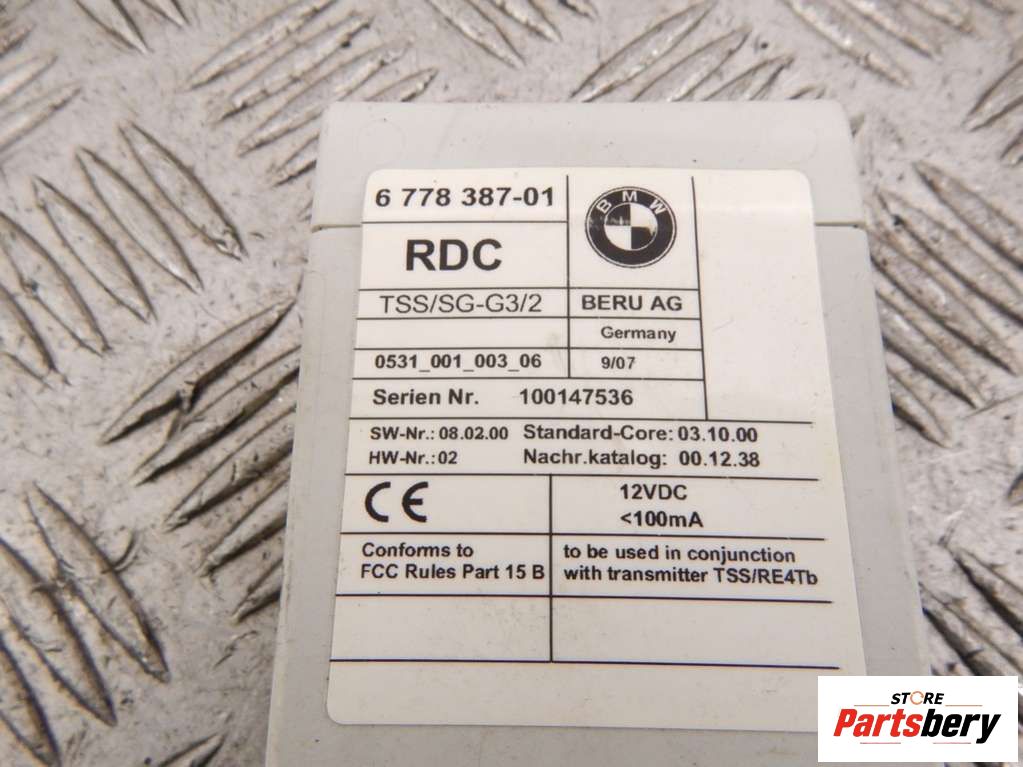 6 778 387-01
BMW
RDC
TSS/SG-G3/2
BERU AG
Germany
0531_001_003_06
9/07
Serien Nr. 100147536
SW-Nr.: 08.02.00 Standard-Core: 03.10.00
HW-Nr.: 02 Nachr.katalog: 00.12.38
CE
12VDC
<100mA
Conforms to
FCC Rules Part 15 B
to be used in conjunction
with transmitter TSS/RE4Tb
STORE
Partsbery